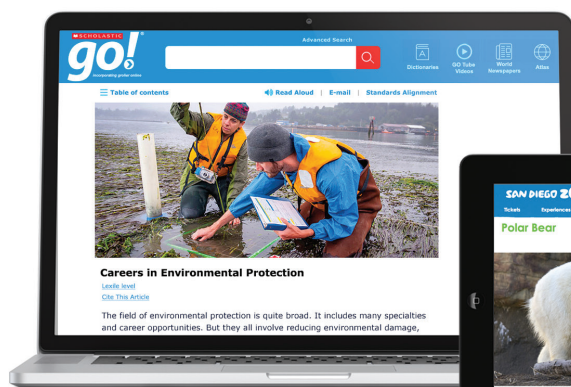 SCHOLASTIC
go!
incorporating grolier online
Advanced Search
Dictionaries
GO Tube
Videos
World
Newspapers
Atlas
Table of contents
Read Aloud | E-mail | Standards Alignment
Careers in Environmental Protection
Lexile level
Cite This Article
The field of environmental protection is quite broad. It includes many specialties
and career opportunities. But they all involve reducing environmental damage,
SAN DIEGO Z
Tickets
Experiences
Polar Bear